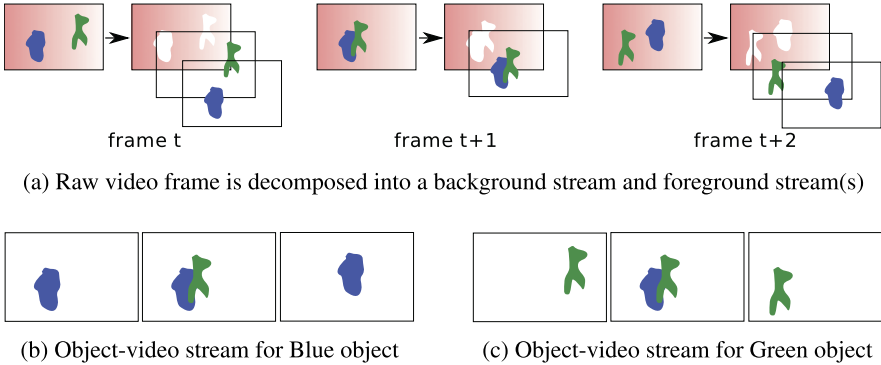 frame t
frame t+1
frame t+2
(a) Raw video frame is decomposed into a background stream and foreground stream(s)
(b) Object-video stream for Blue object
(c) Object-video stream for Green object